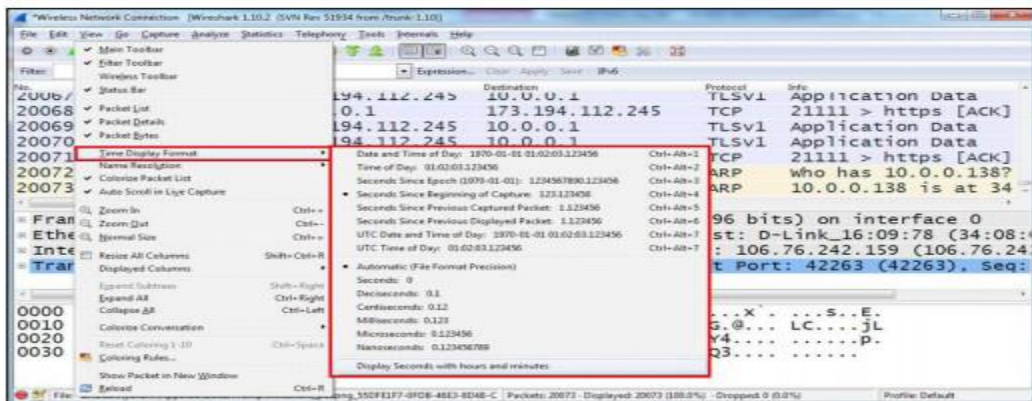 *Wireless Network Connection [Wireshark 1.10.2 (SVN Rev 51934 from /trunk-1.10)]
File Edit View Go Capture Analyze Statistics Telephony Tools Internals Help
Filter: Expression... Clear Apply Save IPv6
Main Toolbar
Filter Toolbar
Wireless Toolbar
Status Bar
Packet List
Packet Details
Packet Bytes
Time Display Format
Name Resolution
Colorize Packet List
Auto Scroll in Live Capture
Zoom In Ctrl++
Zoom Out Ctrl+-
Normal Size Ctrl+=
Resize All Columns Shift+Ctrl+R
Displayed Columns
Expand Subtrees Shift+Right
Expand All Ctrl+Right
Collapse All Ctrl+Left
Colorize Conversation
Reset Coloring 1-10 Ctrl+Space
Coloring Rules...
Show Packet in New Window
Reload Ctrl+R
Date and Time of Day: 1970-01-01 01:02:03.123456 Ctrl+Alt+1
Time of Day: 01:02:03.123456 Ctrl+Alt+2
Seconds Since Epoch (1970-01-01): 1234567890.123456 Ctrl+Alt+3
Seconds Since Beginning of Capture: 123.123456 Ctrl+Alt+4
Seconds Since Previous Captured Packet: 1.123456 Ctrl+Alt+5
Seconds Since Previous Displayed Packet: 1.123456 Ctrl+Alt+6
UTC Date and Time of Day: 1970-01-01 01:02:03.123456 Ctrl+Alt+7
UTC Time of Day: 01:02:03.123456 Ctrl+Alt+7
Automatic (File Format Precision)
Seconds: 0
Deciseconds: 0.1
Centiseconds: 0.12
Milliseconds: 0.123
Microseconds: 0.123456
Nanoseconds: 0.123456789
Display Seconds with hours and minutes
No. Destination Protocol Info
20067 194.112.245 10.0.0.1 TLSv1 Application Data
20068 0.1 173.194.112.245 TCP 21111 > https [ACK]
20069 194.112.245 10.0.0.1 TLSv1 Application Data
20070 TLSv1 Application Data
20071 TCP 21111 > https [ACK]
20072 ARP Who has 10.0.0.138?
20073 ARP 10.0.0.138 is at 34
Fram 96 bits) on interface 0
Ethe st: D-Link_16:09:78 (34:08:
Inte : 106.76.242.159 (106.76.24
Tran t Port: 42263 (42263), Seq:
0000 ...X ...S..E.
0010 G.@... LC....jL
0020 Y4.... ......p.
0030 Q3.... ......
File: Packets: 20073 · Displayed: 20073 (100.0%) · Dropped: 0 (0.0%) Profile: Default